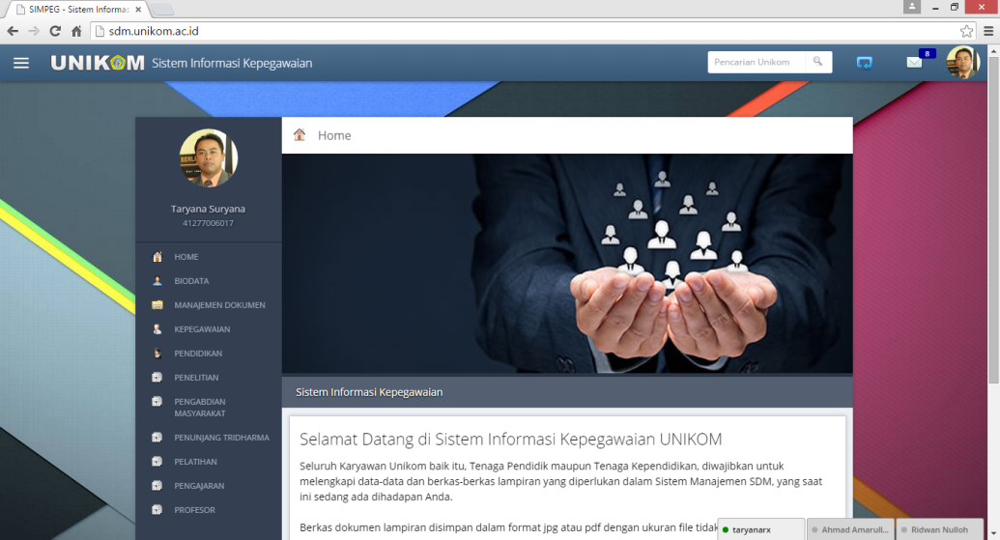 SIMPEG - Sistem Informas
sdm.unikom.ac.id
UNIKOM Sistem Informasi Kepegawaian
Pencarian Unikom
8
Taryana Suryana
41277006017
HOME
BIODATA
MANAJEMEN DOKUMEN
KEPEGAWAIAN
PENDIDIKAN
PENELITIAN
PENGABDIAN
MASYARAKAT
PENUNJANG TRIDHARMA
PELATIHAN
PENGAJARAN
PROFESOR
Home
Sistem Informasi Kepegawaian
Selamat Datang di Sistem Informasi Kepegawaian UNIKOM
Seluruh Karyawan Unikom baik itu, Tenaga Pendidik maupun Tenaga Kependidikan, diwajibkan untuk
melengkapi data-data dan berkas-berkas lampiran yang diperlukan dalam Sistem Manajemen SDM, yang saat
ini sedang ada dihadapan Anda.
Berkas dokumen lampiran disimpan dalam format jpg atau pdf dengan ukuran file tidak
taryanarx
Ahmad Amarull...
Ridwan Nulloh